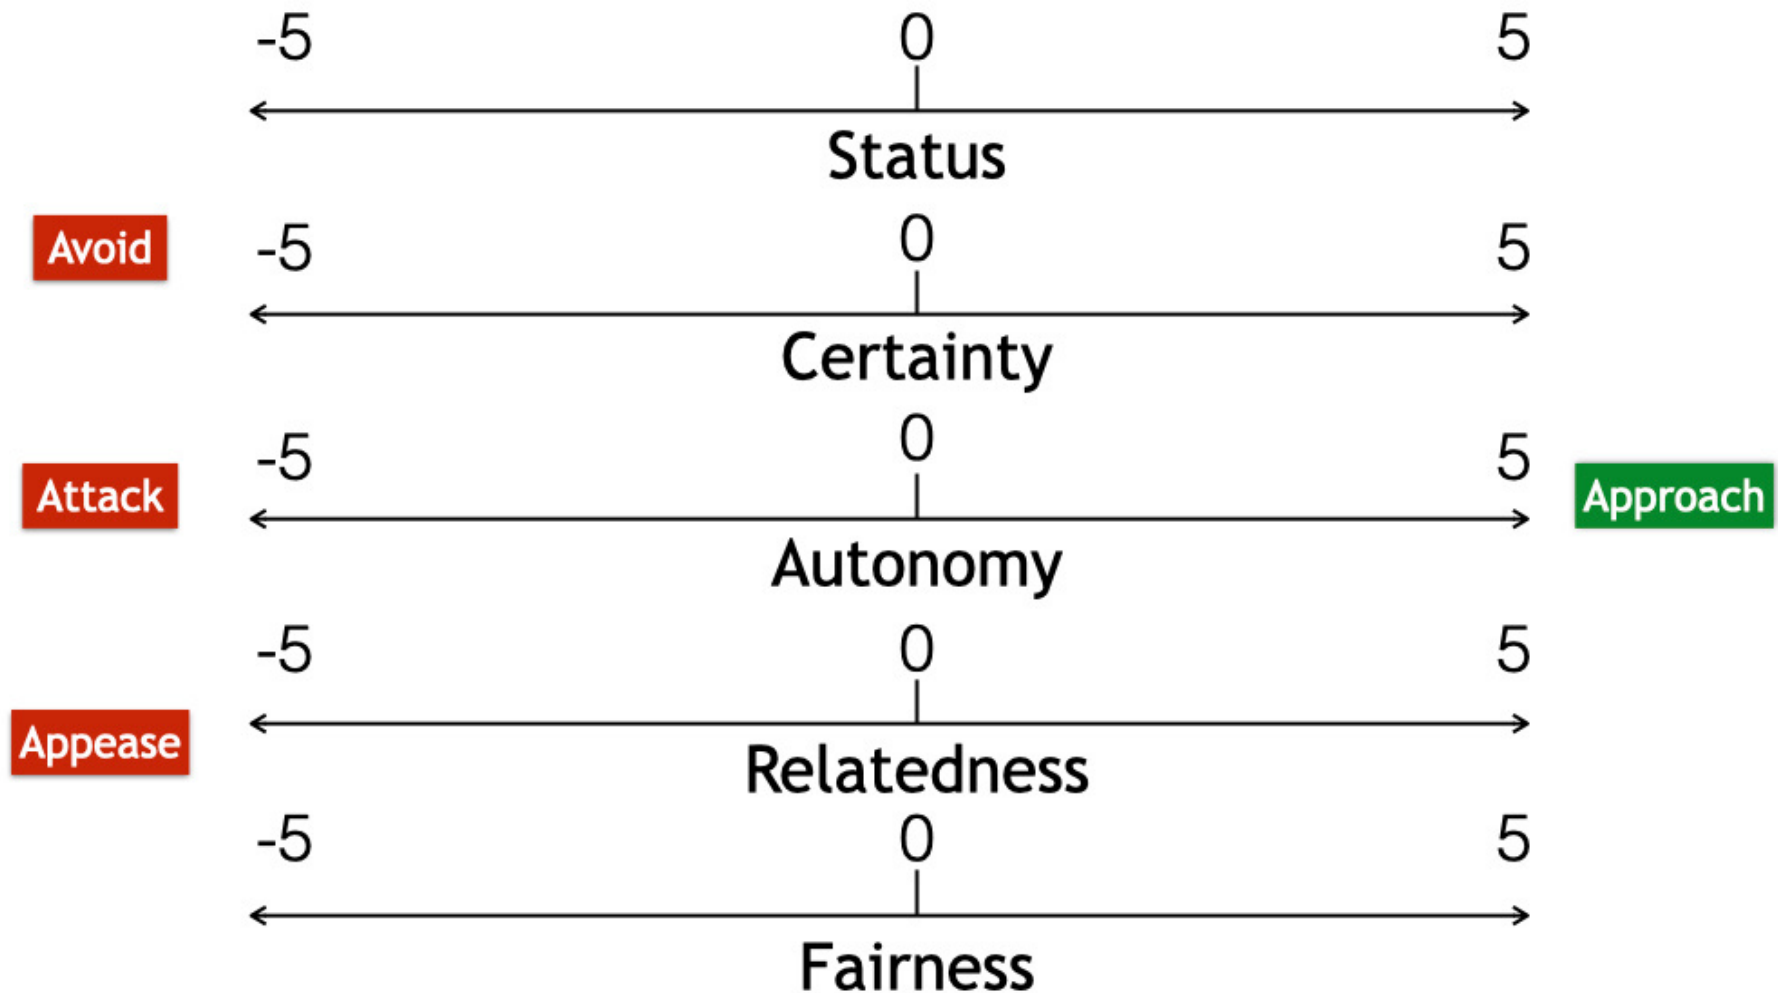 -5 0 5
Status
Avoid -5 0 5
Certainty
-5 0 5
Attack Approach
Autonomy
-5 0 5
Appease
Relatedness
-5 0 5
Fairness